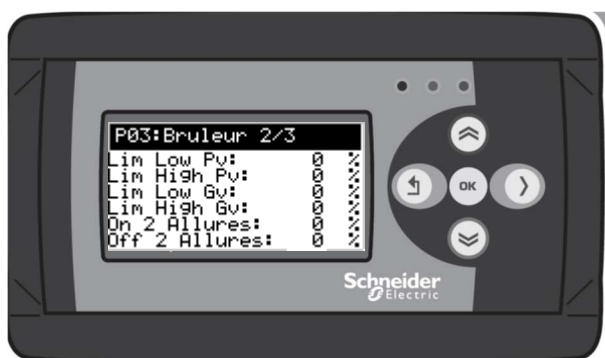 P03:Bruleur 2/3
Lim Low Pv: 0 %
Lim High Pv: 0 %
Lim Low Gv: 0 %
Lim High Gv: 0 %
On 2 Allures: 0 %
Off 2 Allures: 0 %
OK
Schneider
Electric